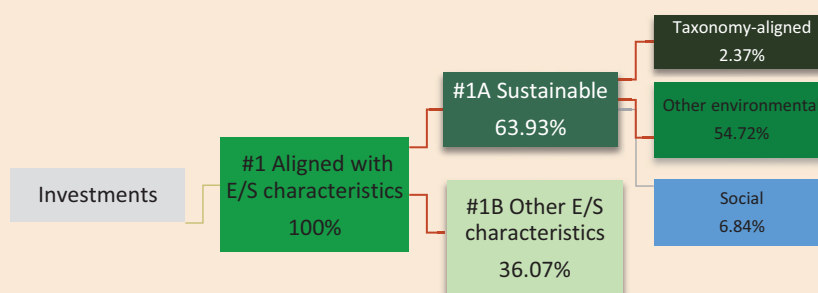 Investments
#1 Aligned with
E/S characteristics
100%
#1A Sustainable
63.93%
#1B Other E/S
characteristics
36.07%
Taxonomy-aligned
2.37%
Other environmenta
54.72%
Social
6.84%